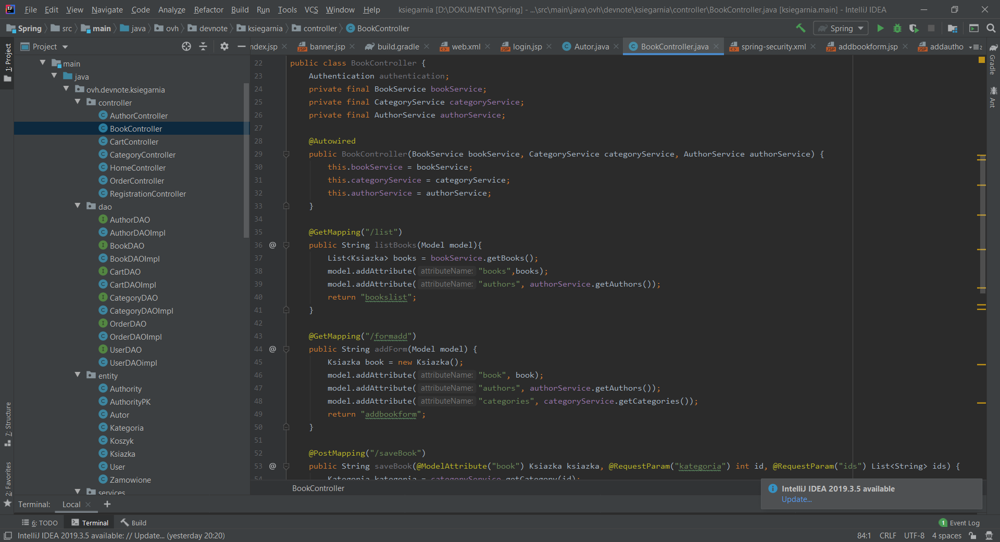 File Edit View Navigate Code Analyze Refactor Build Run Tools VCS Window Help ksiegarnia [D:\DOKUMENTY\Spring] - ...\src\main\java\ovh\devnote\ksiegarnia\controller\BookController.java [ksiegarnia.main] - IntelliJ IDEA
Spring src main java ovh devnote ksiegarnia controller BookController Spring
1: Project
Project
ndex.jsp banner.jsp build.gradle web.xml login.jsp Autor.java BookController.java spring-security.xml addbookform.jsp addautho 2
Gradle
Ant
main
java
ovh.devnote.ksiegarnia
controller
AuthorController
BookController
CartController
CategoryController
HomeController
OrderController
RegistrationController
dao
AuthorDAO
AuthorDAOImpl
BookDAO
BookDAOImpl
CartDAO
CartDAOImpl
CategoryDAO
CategoryDAOImpl
OrderDAO
OrderDAOImpl
UserDAO
UserDAOimpl
entity
Authority
AuthorityPK
Autor
Kategoria
Koszyk
Ksiazka
User
Zamowione
services
7: Structure
2: Favorites
22 public class BookController {
23 Authentication authentication;
24 private final BookService bookService;
25 private final CategoryService categoryService;
26 private final AuthorService authorService;
27
28 @Autowired
29 public BookController(BookService bookService, CategoryService categoryService, AuthorService authorService) {
30 this.bookService = bookService;
31 this.categoryService = categoryService;
32 this.authorService = authorService;
33 }
34
35 @GetMapping("/list")
36 @ public String listBooks(Model model){
37 List<Ksiazka> books = bookService.getBooks();
38 model.addAttribute( attributeName: "books",books);
39 model.addAttribute( attributeName: "authors", authorService.getAuthors());
40 return "bookslist";
41 }
42
43 @GetMapping("/formadd")
44 @ public String addForm(Model model) {
45 Ksiazka book = new Ksiazka();
46 model.addAttribute( attributeName: "book", book);
47 model.addAttribute( attributeName: "authors", authorService.getAuthors());
48 model.addAttribute( attributeName: "categories", categoryService.getCategories());
49 return "addbookform";
50 }
51
52 @PostMapping("/saveBook")
53 @ public String saveBook(@ModelAttribute("book") Ksiazka ksiazka, @RequestParam("kategoria") int id, @RequestParam("ids") List<String> ids) {
54 Kategoria kategoria = categoryService.getCategory(id);
BookController
IntelliJ IDEA 2019.3.5 available
Update...
Terminal: Local
6: TODO Terminal Build 1 Event Log
IntelliJ IDEA 2019.3.5 available: // Update... (yesterday 20:20) 84:1 CRLF UTF-8 4 spaces